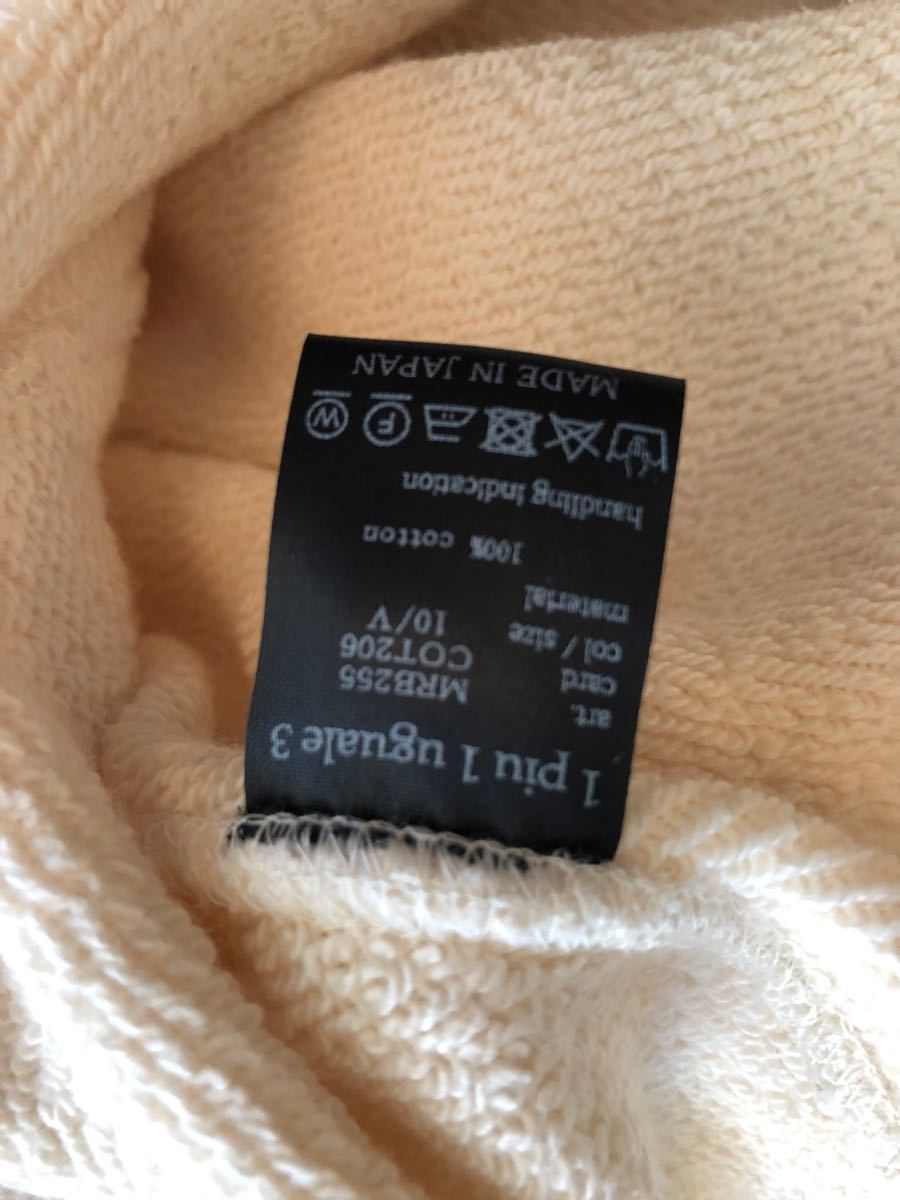 1 piu 1 uguale 3
art. MRB255
card COT206
col / size 10/V
material
100% cotton
handling indication
F W
MADE IN JAPAN